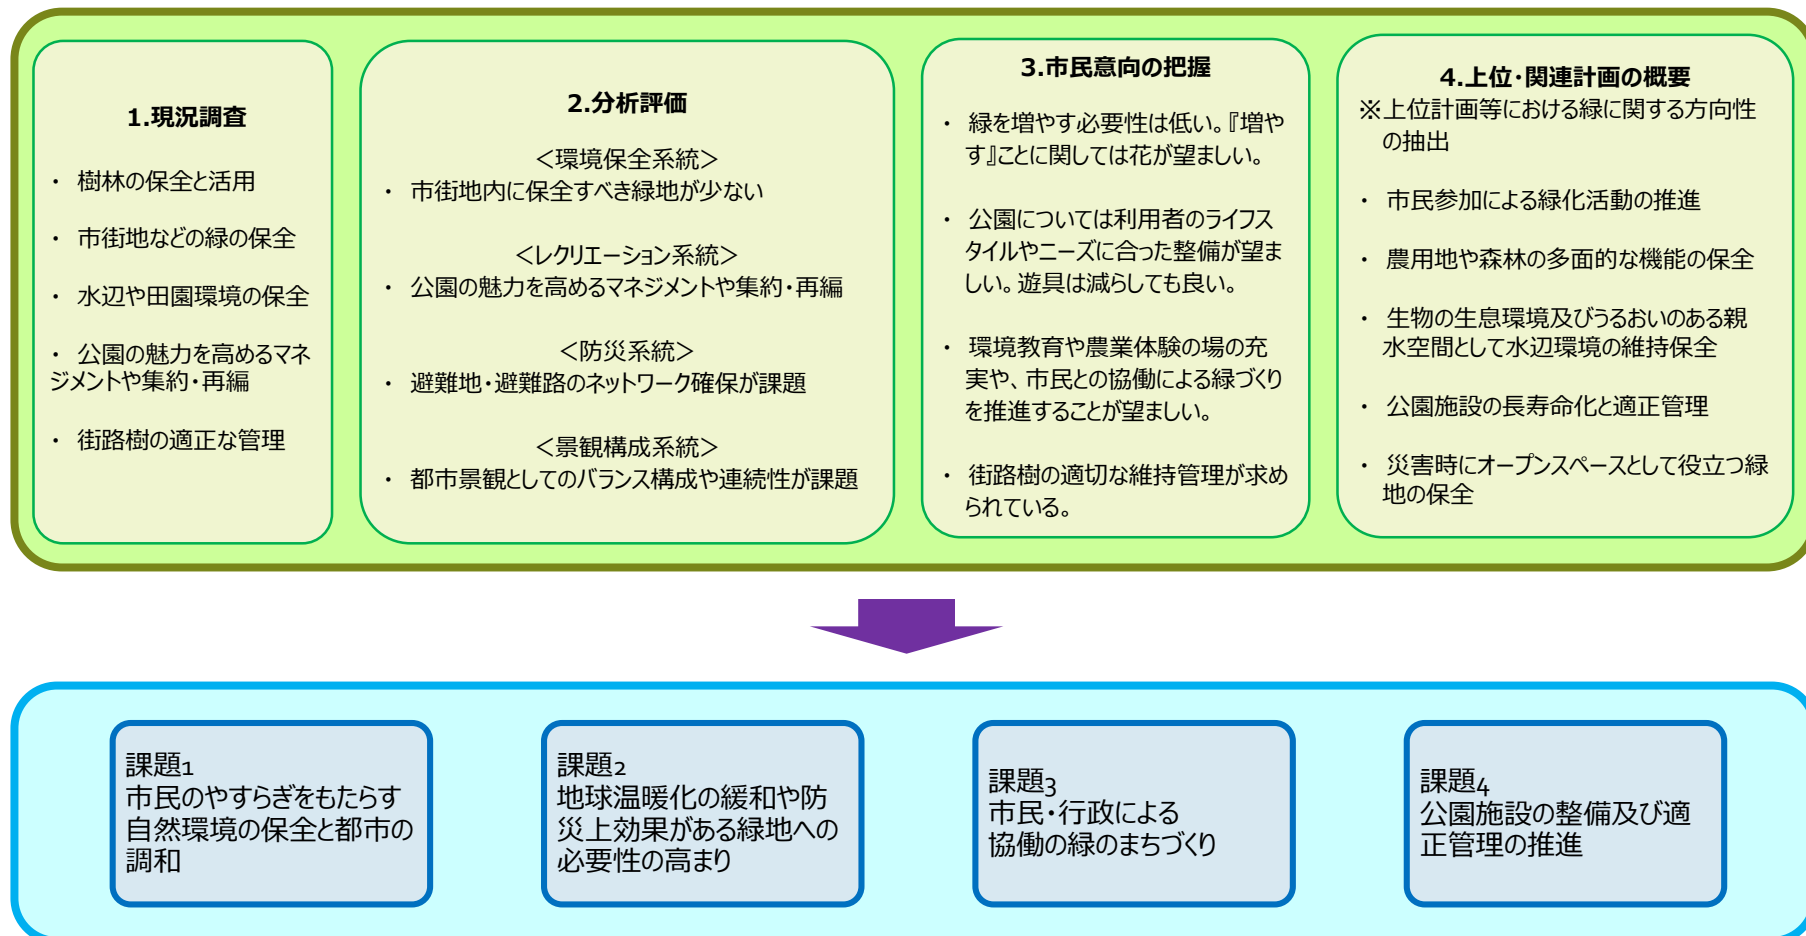 1.現況調査
・ 樹林の保全と活用
・ 市街地などの緑の保全
・ 水辺や田園環境の保全
・ 公園の魅力を高めるマネ
ジメントや集約・再編
・ 街路樹の適正な管理
2.分析評価
＜環境保全系統＞
・ 市街地内に保全すべき緑地が少ない
＜レクリエーション系統＞
・ 公園の魅力を高めるマネジメントや集約・再編
＜防災系統＞
・ 避難地・避難路のネットワーク確保が課題
＜景観構成系統＞
・ 都市景観としてのバランス構成や連続性が課題
3.市民意向の把握
・ 緑を増やす必要性は低い。『増や
す』ことに関しては花が望ましい。
・ 公園については利用者のライフス
タイルやニーズに合った整備が望ま
しい。遊具は減らしても良い。
・ 環境教育や農業体験の場の充
実や、市民との協働による緑づくり
を推進することが望ましい。
・ 街路樹の適切な維持管理が求め
られている。
4.上位・関連計画の概要
※上位計画等における緑に関する方向性
の抽出
・ 市民参加による緑化活動の推進
・ 農用地や森林の多面的な機能の保全
・ 生物の生息環境及びうるおいのある親
水空間として水辺環境の維持保全
・ 公園施設の長寿命化と適正管理
・ 災害時にオープンスペースとして役立つ緑
地の保全
課題1
市民のやすらぎをもたらす
自然環境の保全と都市の
調和
課題2
地球温暖化の緩和や防
災上効果がある緑地への
必要性の高まり
課題3
市民・行政による
協働の緑のまちづくり
課題4
公園施設の整備及び適
正管理の推進